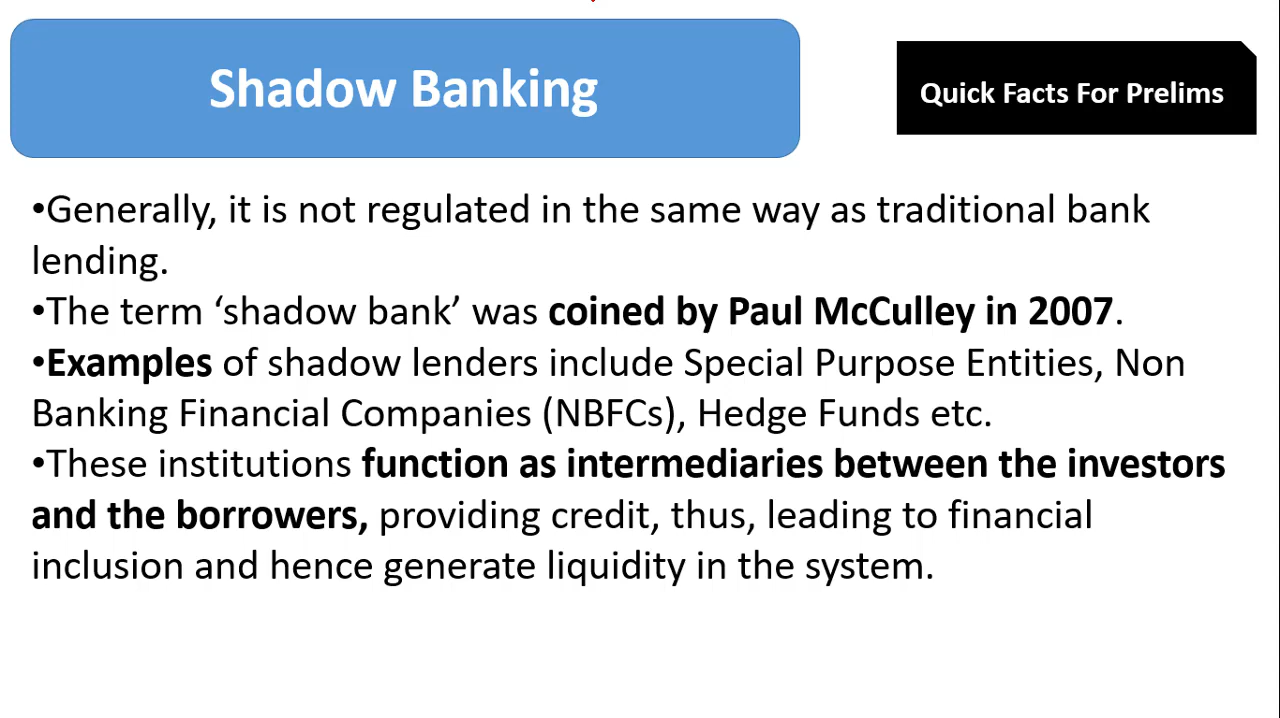 Shadow Banking
Quick Facts For Prelims
•Generally, it is not regulated in the same way as traditional bank
lending.
•The term ‘shadow bank’ was coined by Paul McCulley in 2007.
•Examples of shadow lenders include Special Purpose Entities, Non
Banking Financial Companies (NBFCs), Hedge Funds etc.
•These institutions function as intermediaries between the investors
and the borrowers, providing credit, thus, leading to financial
inclusion and hence generate liquidity in the system.